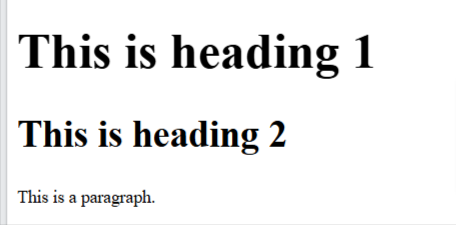 This is heading 1
This is heading 2
This is a paragraph.